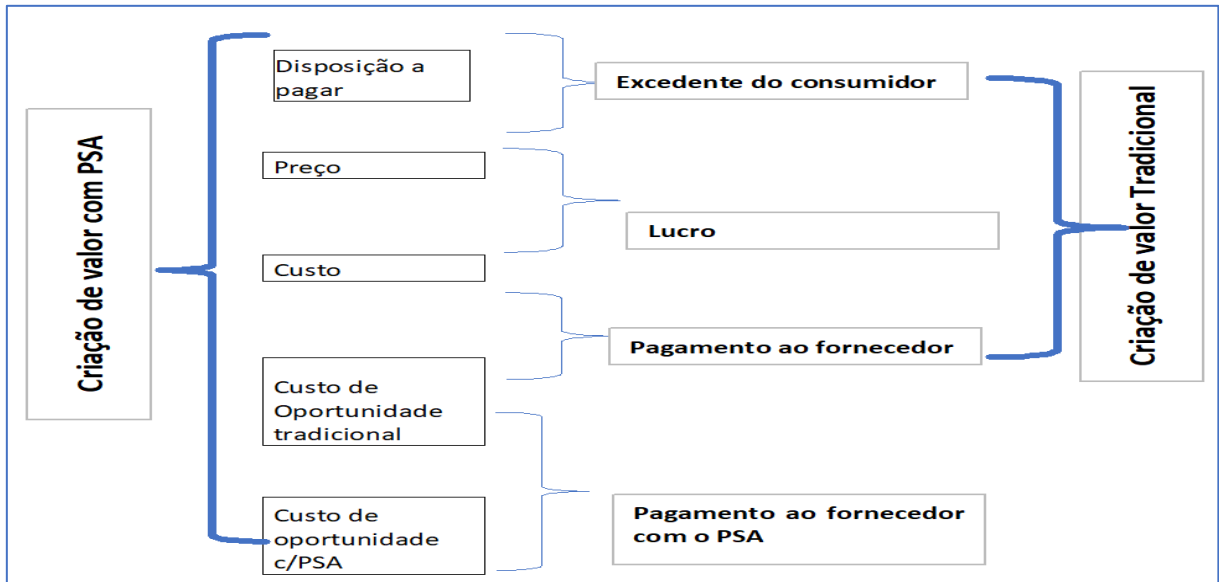 Criação de valor com PSA
Disposição a
pagar
Preço
Custo
Custo de
Oportunidade
tradicional
Custo de
oportunidade
c/PSA
Excedente do consumidor
Lucro
Pagamento ao fornecedor
Pagamento ao fornecedor
com o PSA
Criação de valor Tradicional